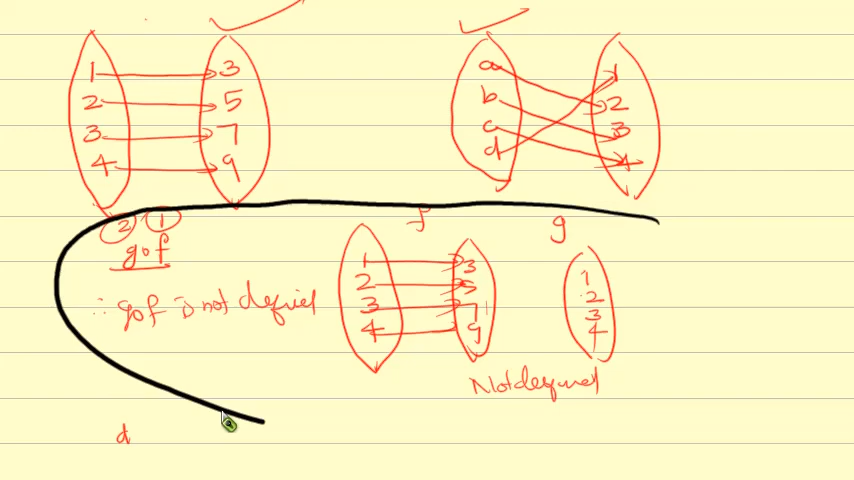 1 3 a 1
2 5 b 2
3 7 c 3
4 9 d 4
2 1 f g
gof
1 3 1
2 5 2
3 7 3
4 9 4
∴ gof is not defined
Not defined
d